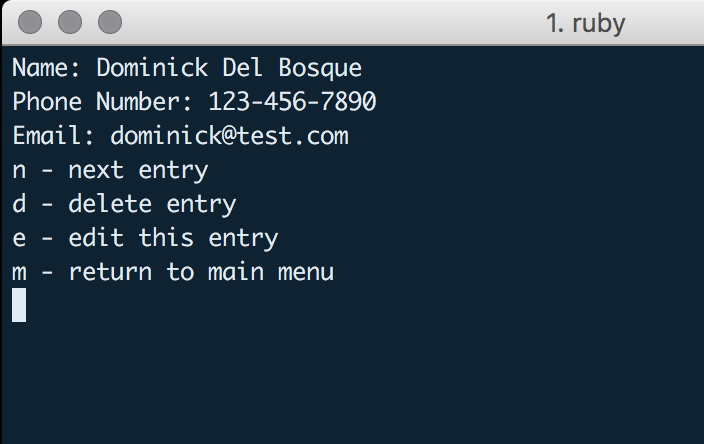 1. ruby
Name: Dominick Del Bosque
Phone Number: 123-456-7890
Email: dominick@test.com
n - next entry
d - delete entry
e - edit this entry
m - return to main menu